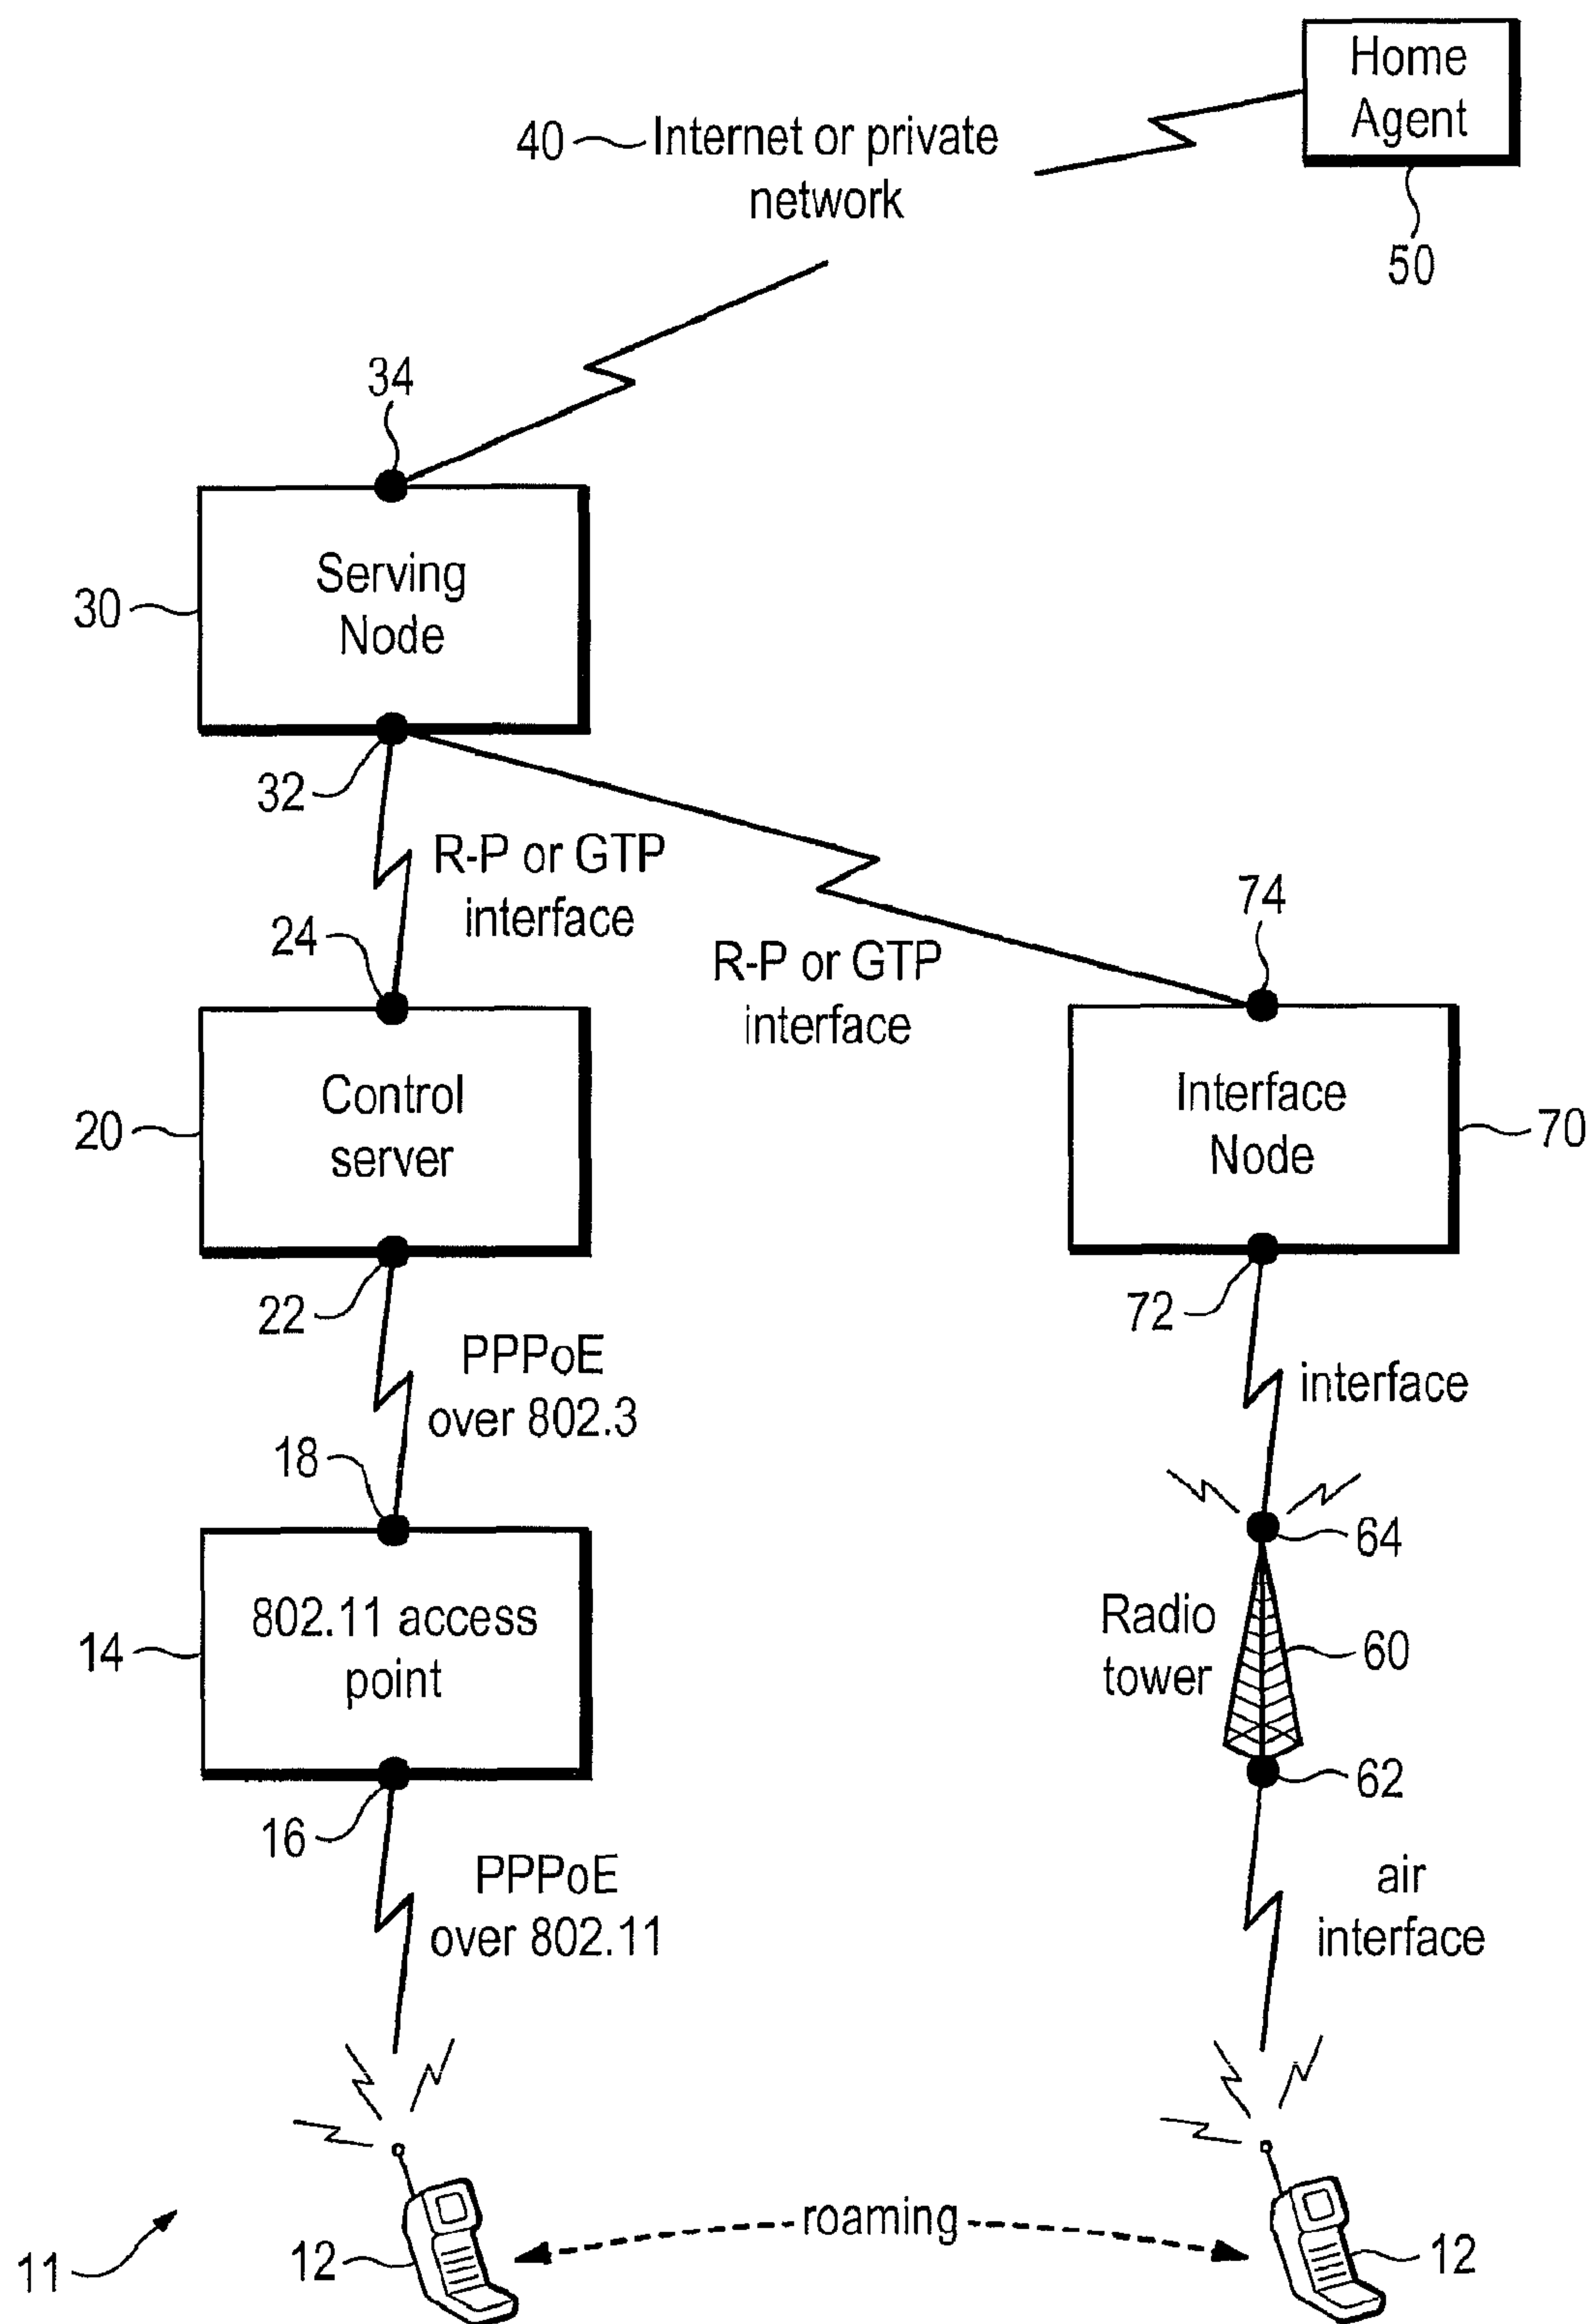 Home
Agent
40
Internet or private
network
50
34
30
Serving
Node
32
R-P or GTP
interface
24
R-P or GTP
interface
74
20
Control
server
Interface
Node
70
22
72
PPPoE
over 802.3
interface
18
64
14
802.11 access
point
Radio
tower
60
62
16
PPPoE
over 802.11
air
interface
roaming
11
12
12